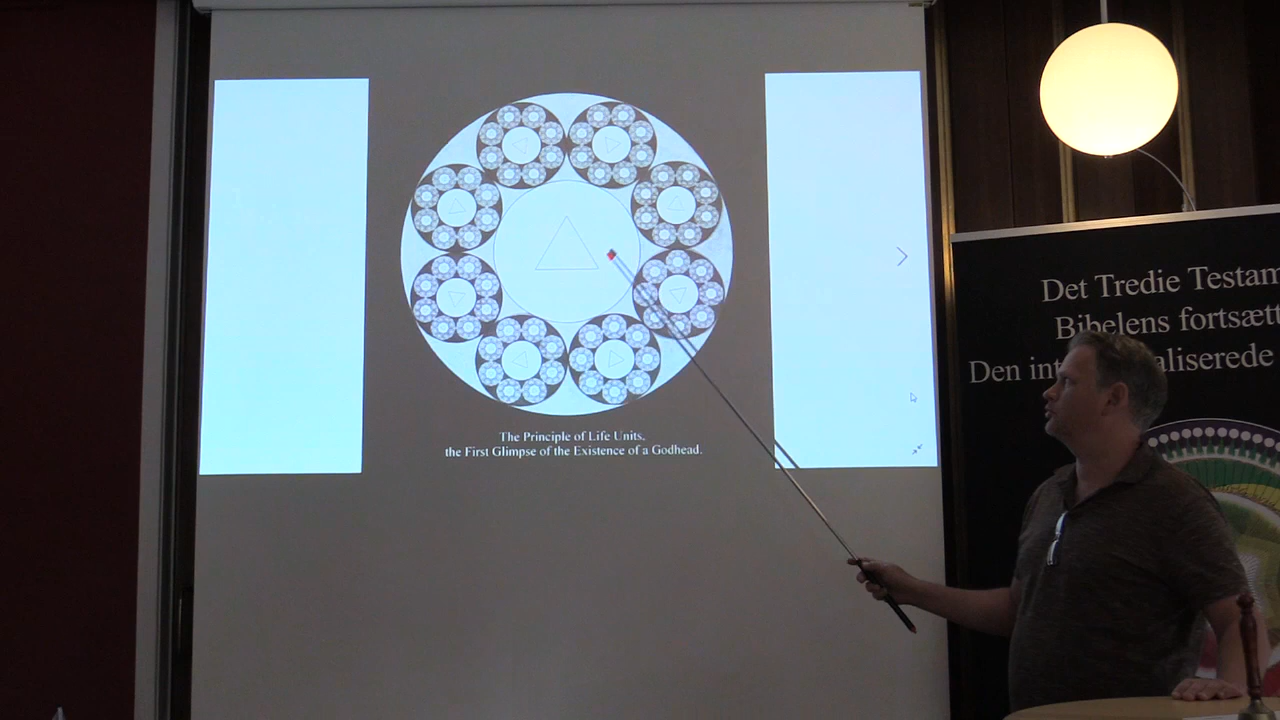 The Principle of Life Units,
the First Glimpse of the Existence of a Godhead.
Det Tredie Testam
Bibelens fortsætt
Den int aliserede